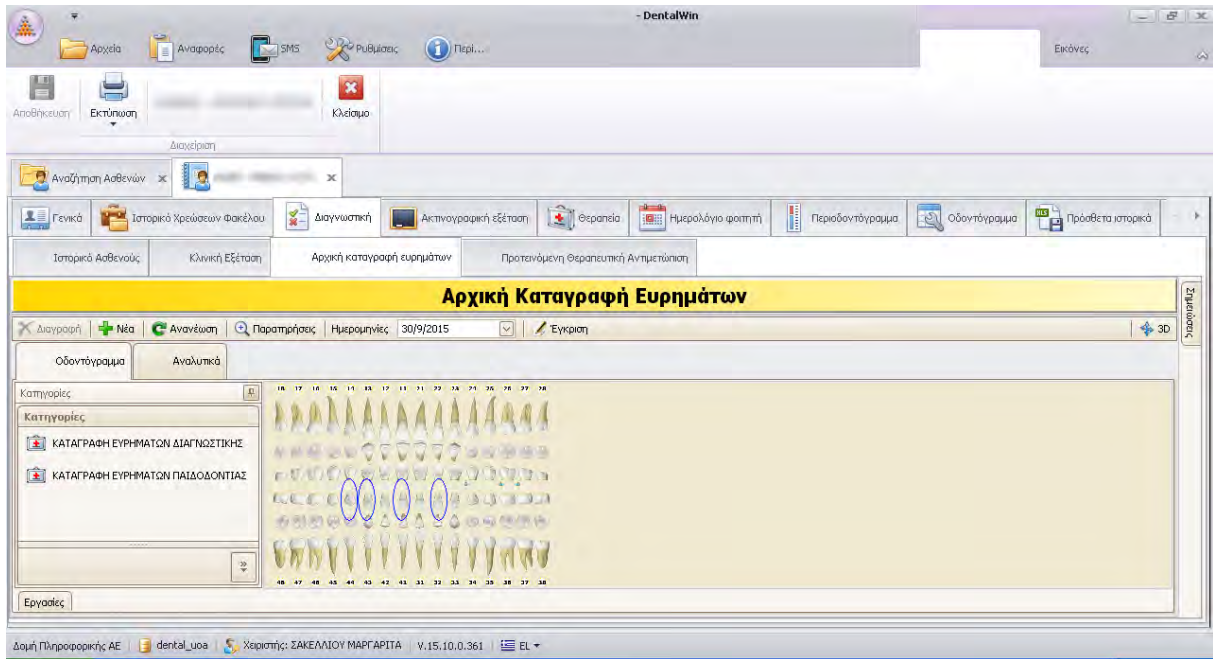 - DentalWin
Αρχεία Αναφορές SMS Ρυθμίσεις Περί... Εικόνες
Αποθήκευση Εκτύπωση Κλείσιμο
Διαχείριση
Αναζήτηση Ασθενών
Γενικά Ιστορικό Χρεώσεων Φακέλου Διαγνωστική Ακτινογραφική εξέταση Θεραπεία Ημερολόγιο φοιτητή Περιοδοντόγραμμα Οδοντόγραμμα Πρόσθετα ιστορικά
Ιστορικό Ασθενούς Κλινική Εξέταση Αρχική καταγραφή ευρημάτων Προτεινόμενη Θεραπευτική Αντιμετώπιση
Αρχική Καταγραφή Ευρημάτων
Σημειώσεις
Διαγραφή Νέα Ανανέωση Παρατηρήσεις Ημερομηνίες 30/9/2015 Έγκριση 3D
Οδοντόγραμμα Αναλυτικά
Κατηγορίες
Κατηγορίες
ΚΑΤΑΓΡΑΦΗ ΕΥΡΗΜΑΤΩΝ ΔΙΑΓΝΩΣΤΙΚΗΣ
ΚΑΤΑΓΡΑΦΗ ΕΥΡΗΜΑΤΩΝ ΠΑΙΔΟΔΟΝΤΙΑΣ
Εργασίες
Δομή Πληροφορικής ΑΕ dental_uoa Χειριστής: ΣΑΚΕΛΛΙΟΥ ΜΑΡΓΑΡΙΤΑ V.15.10.0.361 EL